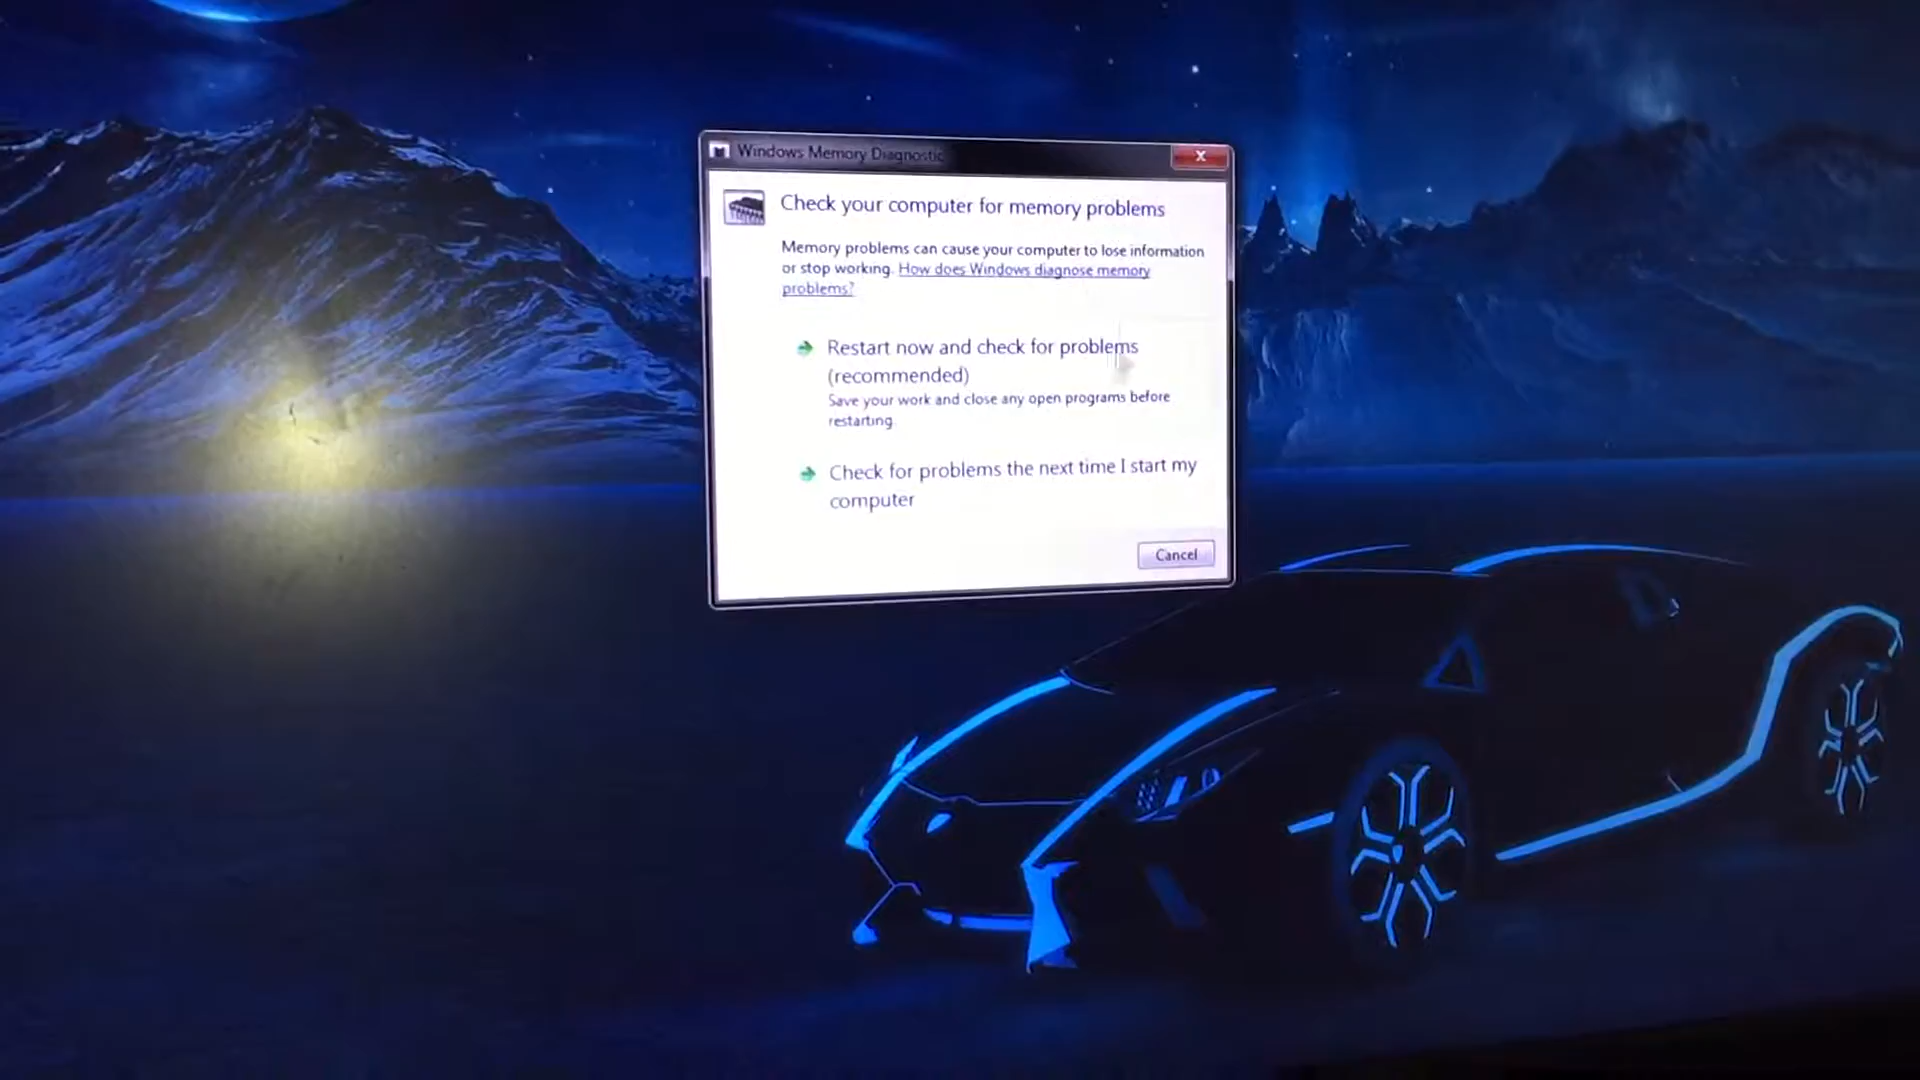 Windows Memory Diagnostic
Check your computer for memory problems
Memory problems can cause your computer to lose information
or stop working. How does Windows diagnose memory
problems?
Restart now and check for problems
(recommended)
Save your work and close any open programs before
restarting.
Check for problems the next time I start my
computer
Cancel